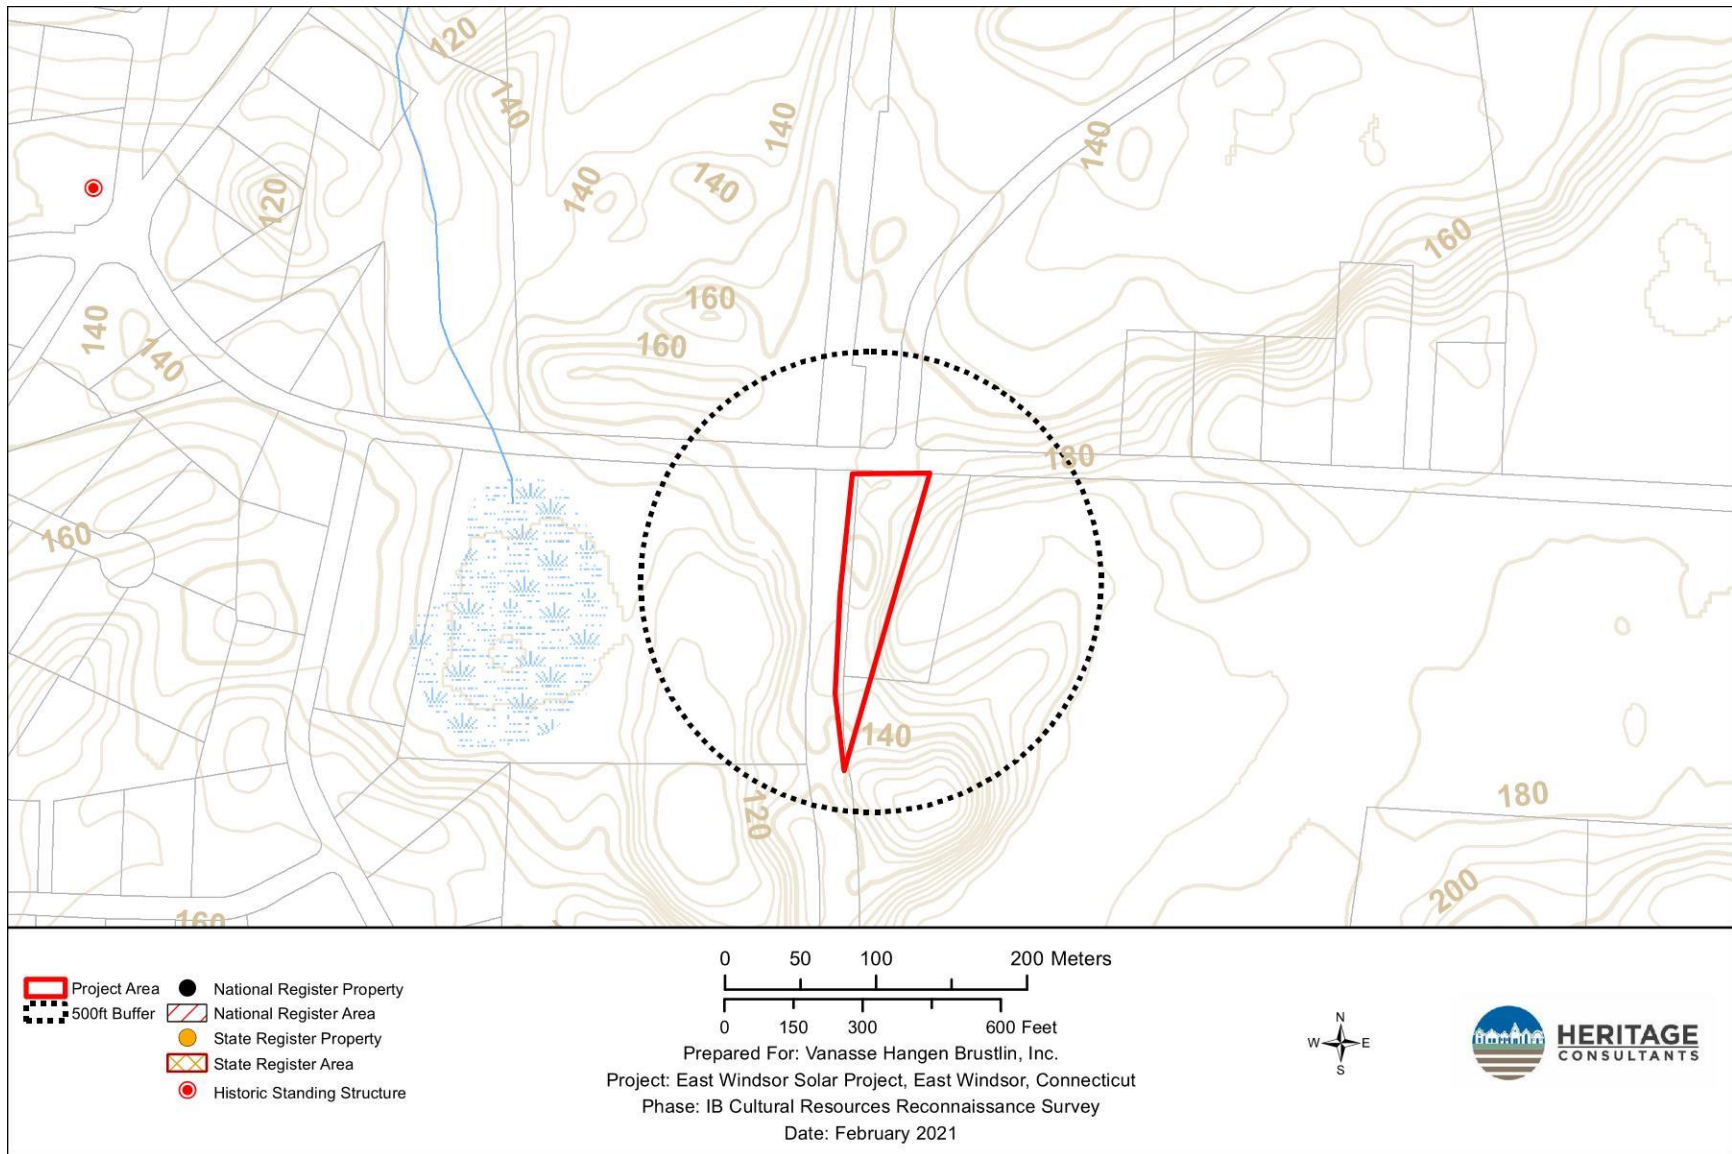 120
140
140
140
140
140
120
160
160
140
160
140
180
160
140
120
180
200
160
Project Area
500ft Buffer
National Register Property
National Register Area
State Register Property
State Register Area
Historic Standing Structure
0 50 100 200 Meters
0 150 300 600 Feet
Prepared For: Vanasse Hangen Brustlin, Inc.
Project: East Windsor Solar Project, East Windsor, Connecticut
Phase: IB Cultural Resources Reconnaissance Survey
Date: February 2021
N
W E
S
HERITAGE
CONSULTANTS